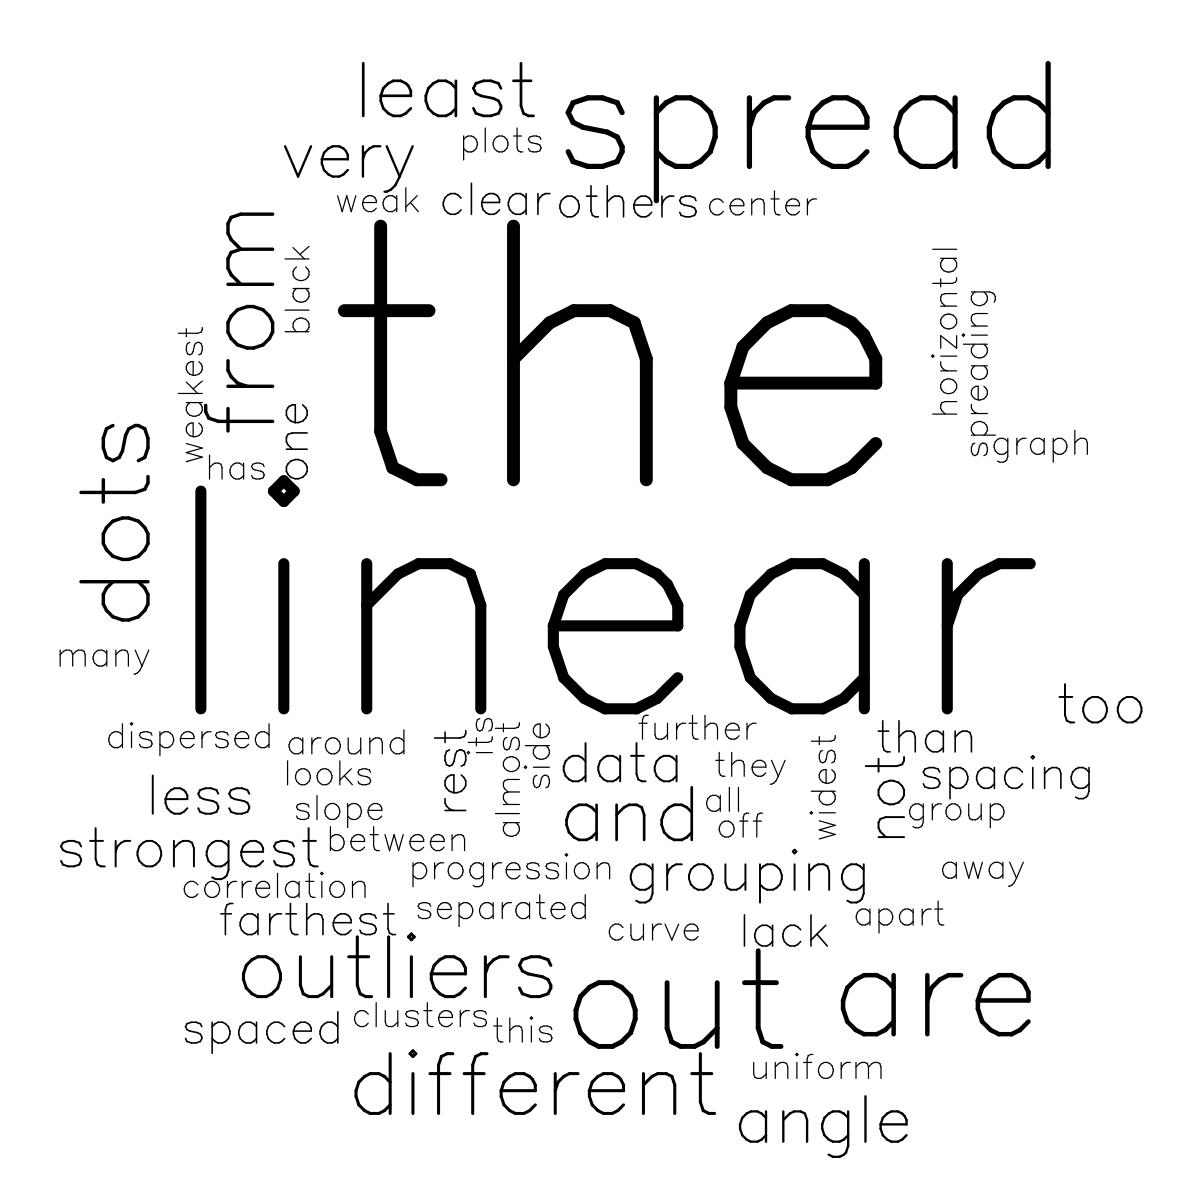 least
spread
plots
very
weak
clear
others
center
from
black
horizontal
spreading
the
weakest
one
has
graph
dots
linear
many
too
dispersed
around
rest
its
almost
side
further
than
data
they
widest
not
spacing
looks
less
slope
and
all
off
group
strongest
between
progression
grouping
away
correlation
farthest
separated
curve
lack
apart
outliers
out
are
spaced
clusters
this
different
uniform
angle